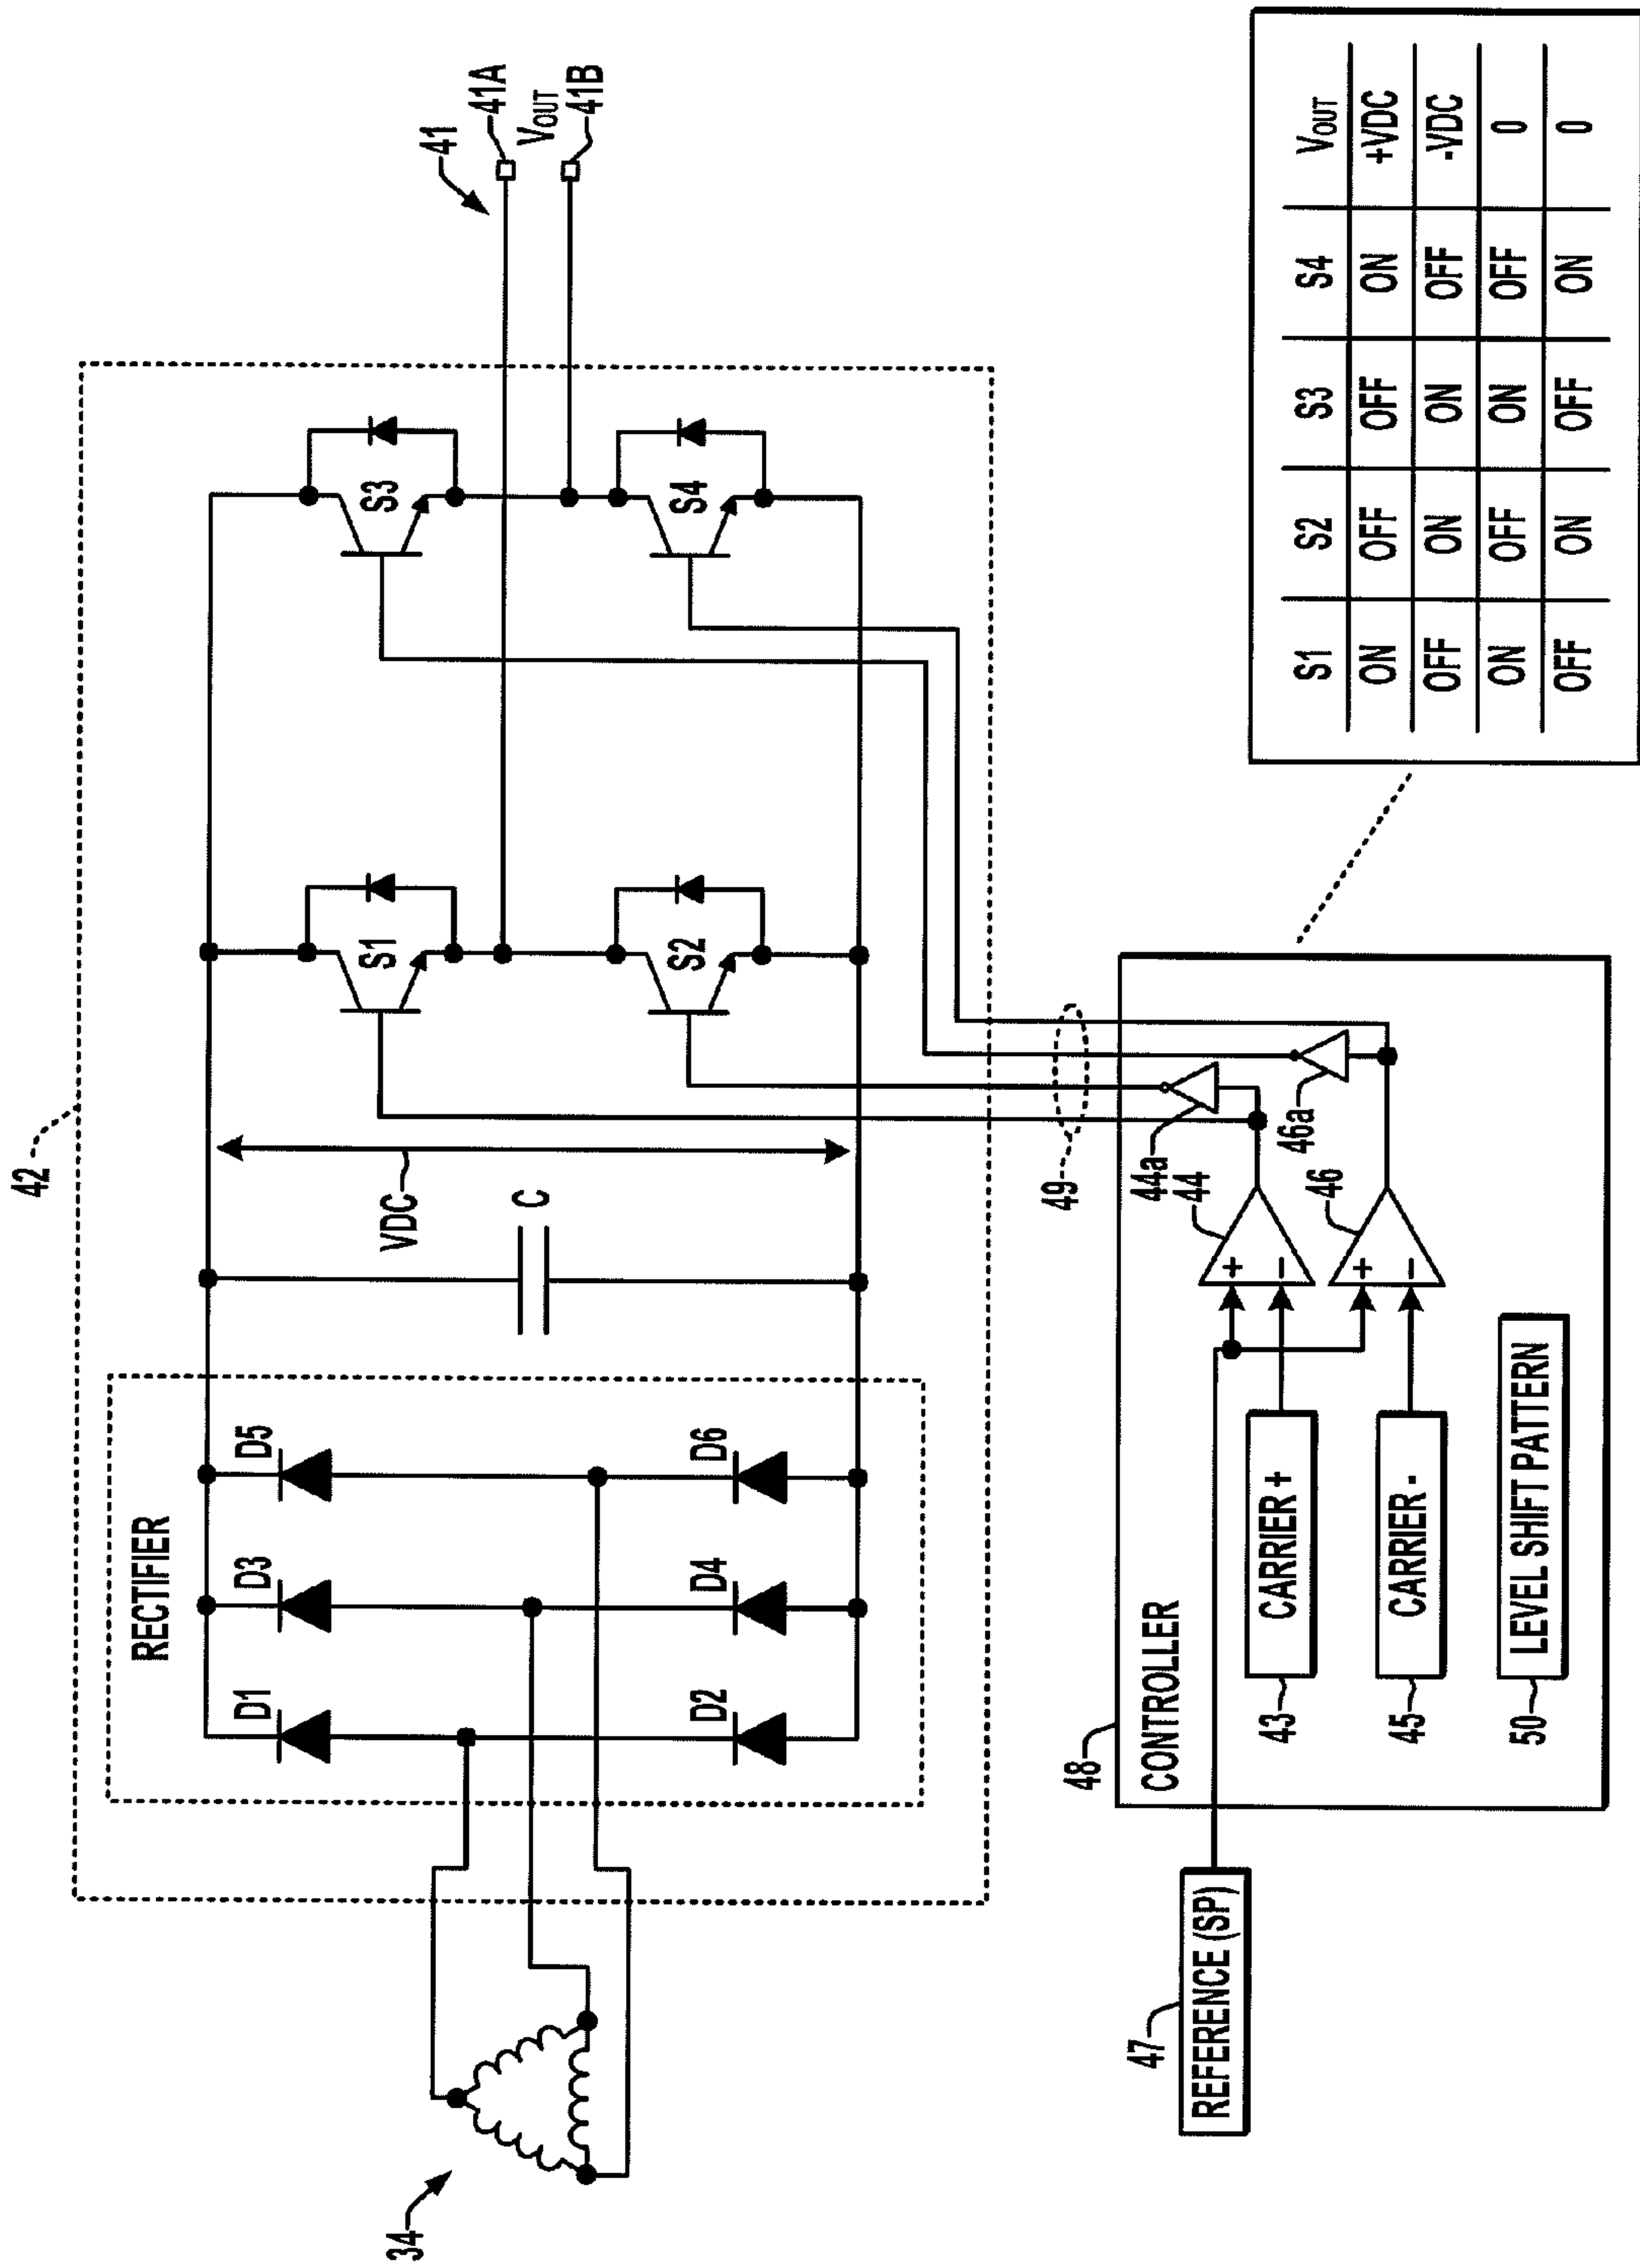 42
RECTIFIER
D1
D3
D5
D2
D4
D6
C
VDC
S1
S2
S3
S4
41
41A
VOUT
41B
34
49
47
REFERENCE (SP)
48
CONTROLLER
43
CARRIER +
45
CARRIER -
50
LEVEL SHIFT PATTERN
+
-
44
44a
+
-
46
46a
S1 S2 S3 S4 VOUT
ON OFF OFF ON +VDC
OFF ON ON OFF -VDC
ON OFF ON OFF 0
OFF ON OFF ON 0